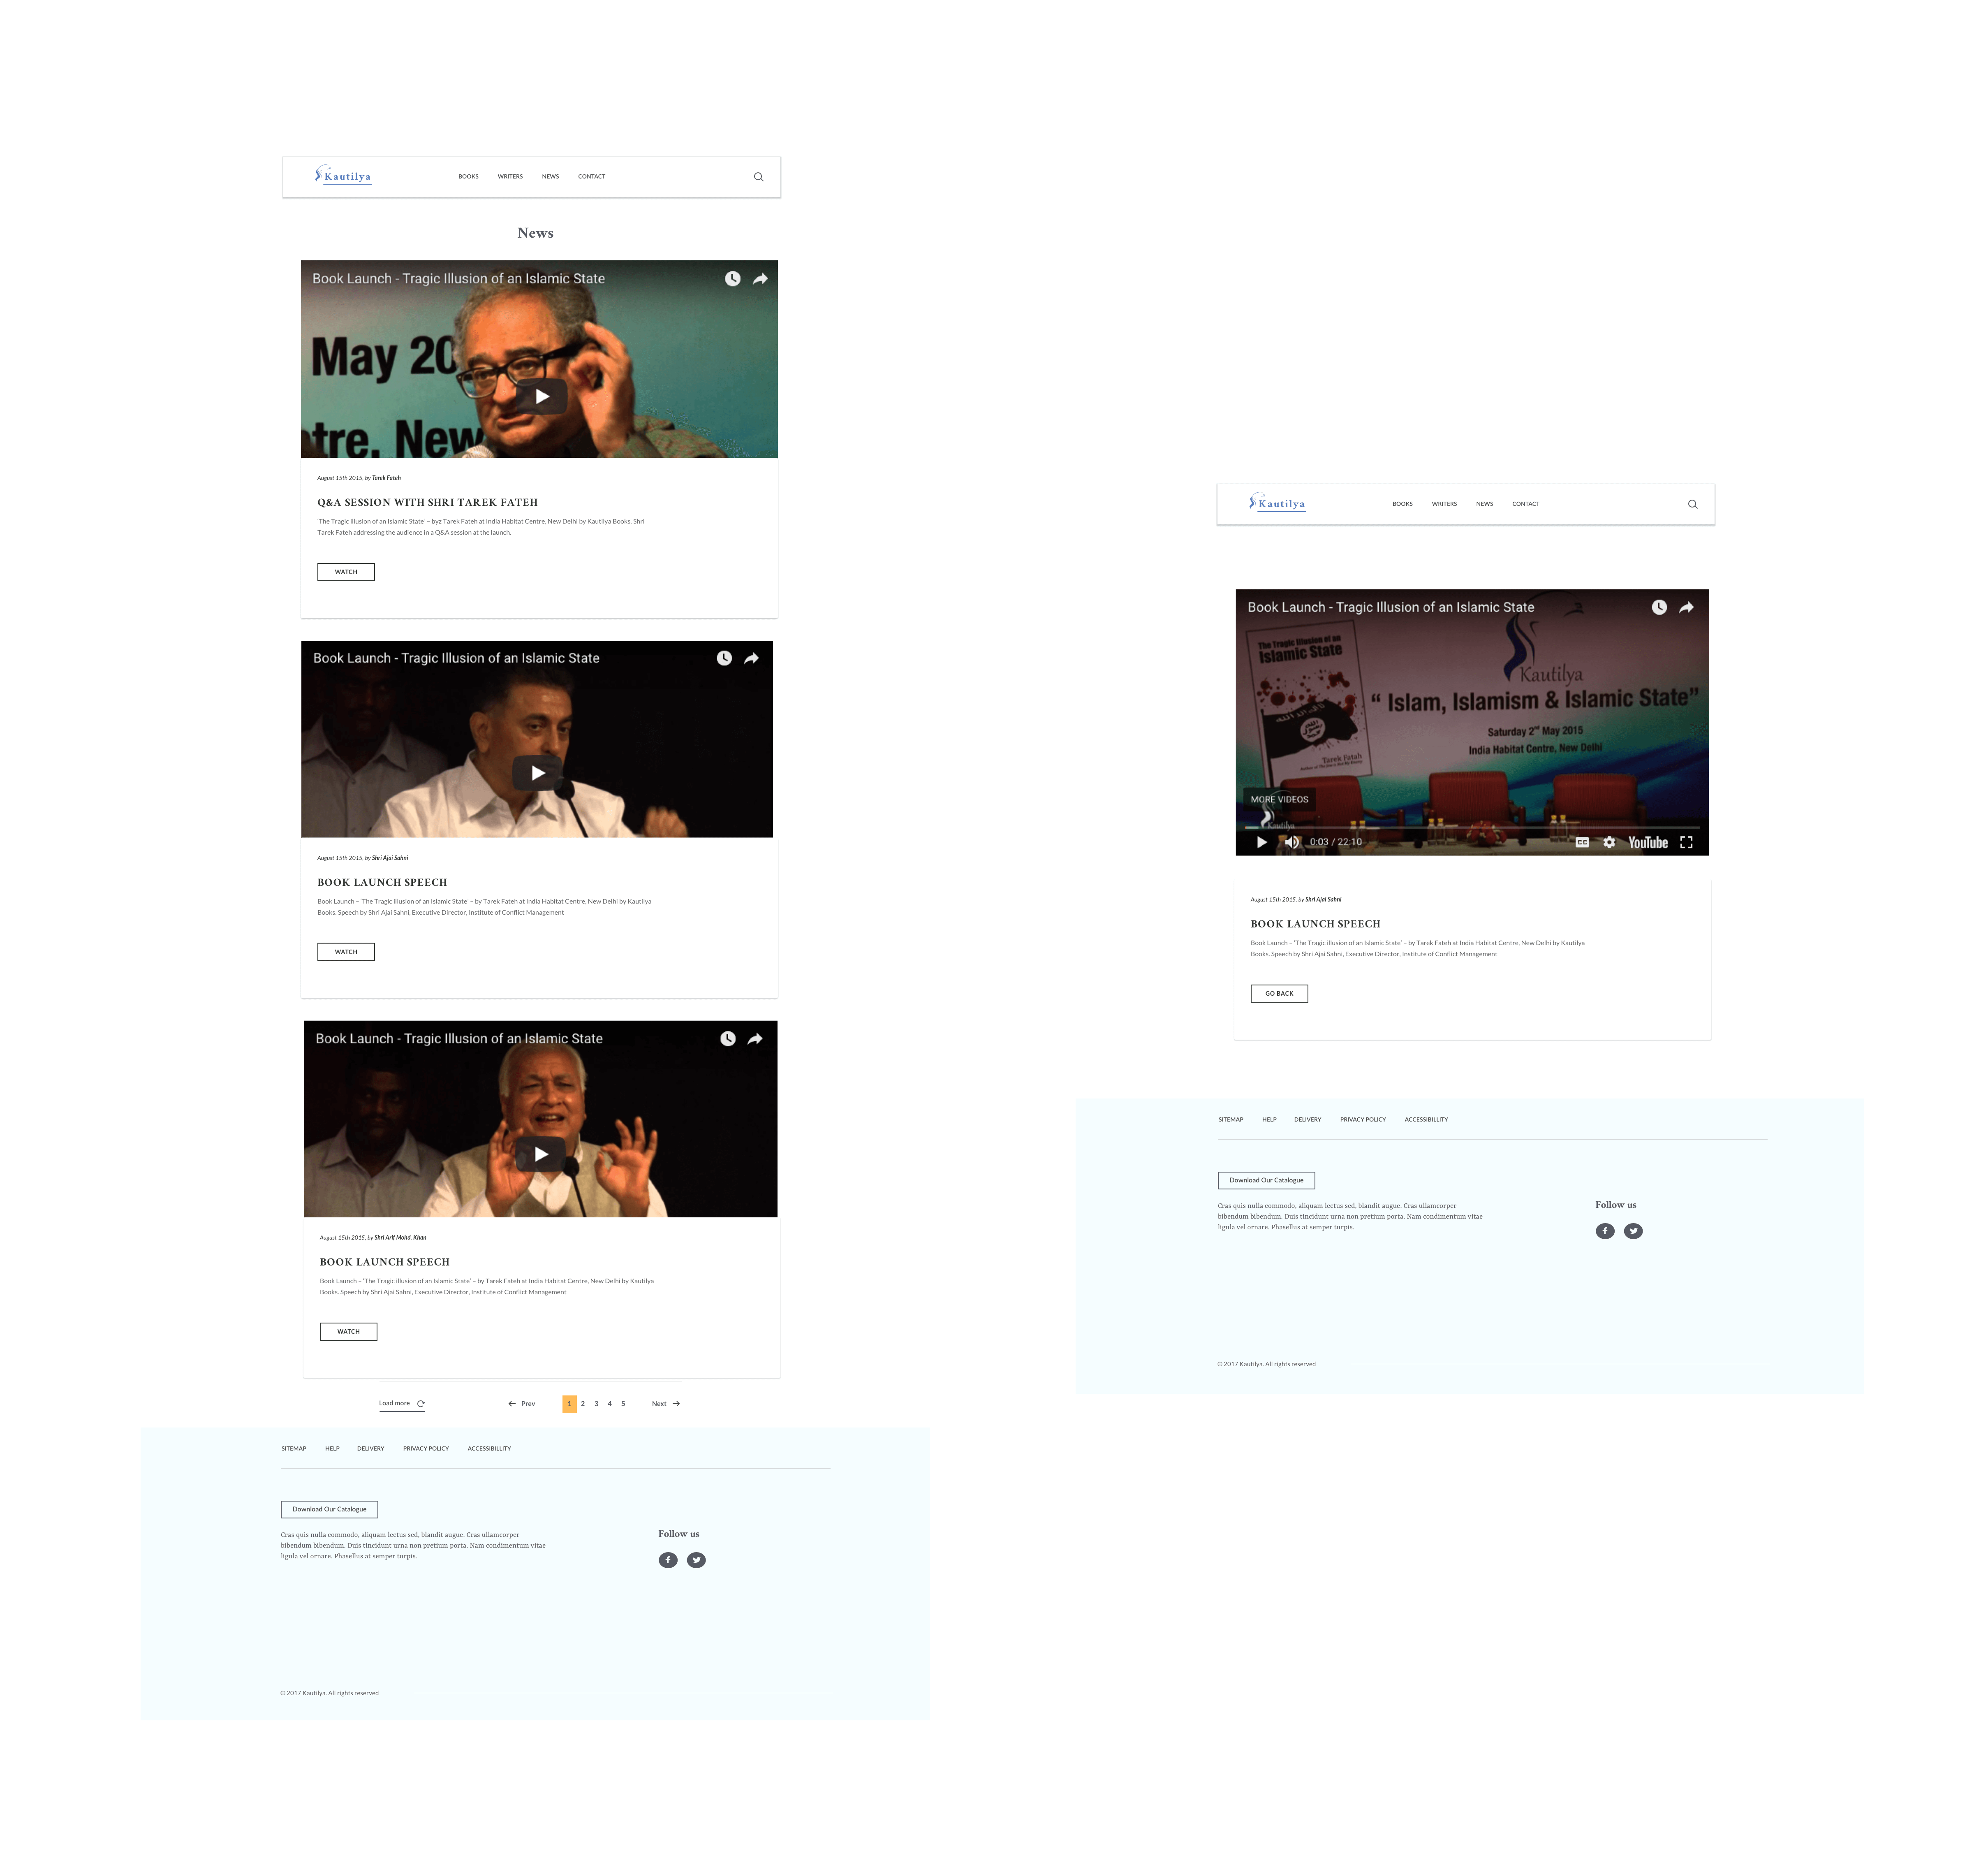 Kautilya
BOOKS WRITERS NEWS CONTACT
News
Book Launch - Tragic Illusion of an Islamic State
May 20
tre, New
August 15th 2015, by Tarek Fateh
Q&A SESSION WITH SHRI TAREK FATEH
'The Tragic illusion of an Islamic State' – byz Tarek Fateh at India Habitat Centre, New Delhi by Kautilya Books. Shri
Tarek Fateh addressing the audience in a Q&A session at the launch.
WATCH
Book Launch - Tragic Illusion of an Islamic State
August 15th 2015, by Shri Ajai Sahni
BOOK LAUNCH SPEECH
Book Launch – 'The Tragic illusion of an Islamic State' – by Tarek Fateh at India Habitat Centre, New Delhi by Kautilya
Books. Speech by Shri Ajai Sahni, Executive Director, Institute of Conflict Management
WATCH
Book Launch - Tragic Illusion of an Islamic State
August 15th 2015, by Shri Arif Mohd. Khan
BOOK LAUNCH SPEECH
Book Launch – 'The Tragic illusion of an Islamic State' – by Tarek Fateh at India Habitat Centre, New Delhi by Kautilya
Books. Speech by Shri Ajai Sahni, Executive Director, Institute of Conflict Management
WATCH
Load more Prev 1 2 3 4 5 Next
SITEMAP HELP DELIVERY PRIVACY POLICY ACCESSIBILLITY
Download Our Catalogue
Cras quis nulla commodo, aliquam lectus sed, blandit augue. Cras ullamcorper
bibendum bibendum. Duis tincidunt urna non pretium porta. Nam condimentum vitae
ligula vel ornare. Phasellus at semper turpis.
Follow us
© 2017 Kautilya. All rights reserved
Kautilya
BOOKS WRITERS NEWS CONTACT
Book Launch - Tragic Illusion of an Islamic State
The Tragic Illusion of an
Islamic State
Tarek Fatah
Kautilya
“ Islam, Islamism & Islamic State”
Saturday 2nd May 2015
India Habitat Centre, New Delhi
MORE VIDEOS
Kautilya
0:03 / 22:10 CC YouTube
August 15th 2015, by Shri Ajai Sahni
BOOK LAUNCH SPEECH
Book Launch – 'The Tragic illusion of an Islamic State' – by Tarek Fateh at India Habitat Centre, New Delhi by Kautilya
Books. Speech by Shri Ajai Sahni, Executive Director, Institute of Conflict Management
GO BACK
SITEMAP HELP DELIVERY PRIVACY POLICY ACCESSIBILLITY
Download Our Catalogue
Cras quis nulla commodo, aliquam lectus sed, blandit augue. Cras ullamcorper
bibendum bibendum. Duis tincidunt urna non pretium porta. Nam condimentum vitae
ligula vel ornare. Phasellus at semper turpis.
Follow us
© 2017 Kautilya. All rights reserved